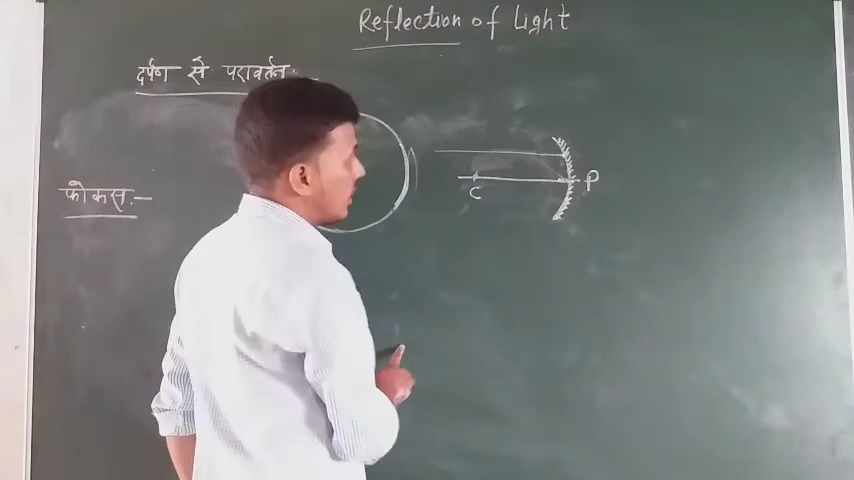 Reflection of Light
दर्पण से परावर्तन:-
फोकस:-
C
P